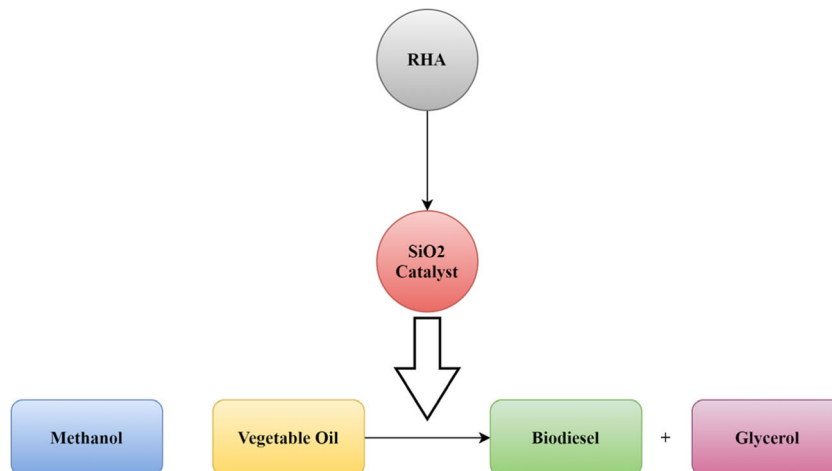 RHA
SiO2
Catalyst
Methanol
Vegetable Oil
Biodiesel
+
Glycerol